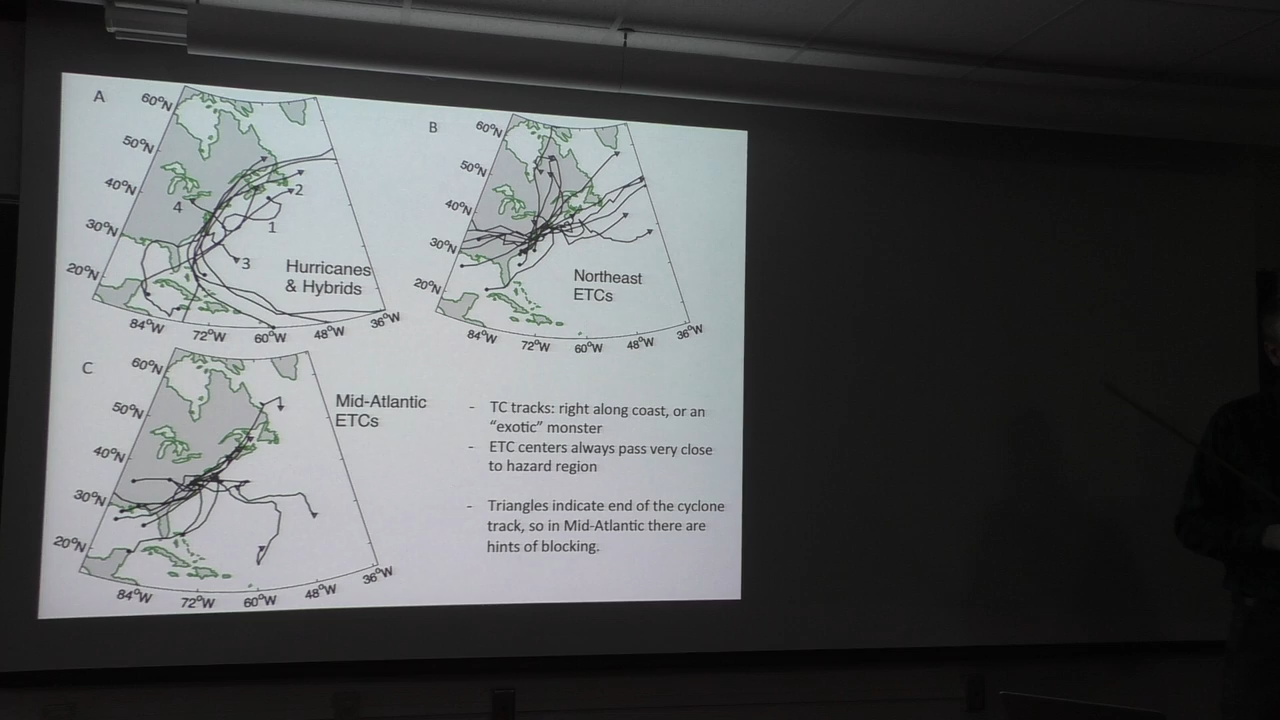 A
60°N
50°N
40°N
30°N
20°N
84°W
72°W
60°W
48°W
36°W
1
2
3
4
Hurricanes
& Hybrids
B
60°N
50°N
40°N
30°N
20°N
84°W
72°W
60°W
48°W
36°W
Northeast
ETCs
C
60°N
50°N
40°N
30°N
20°N
84°W
72°W
60°W
48°W
36°W
Mid-Atlantic
ETCs
- TC tracks: right along coast, or an
“exotic” monster
- ETC centers always pass very close
to hazard region
- Triangles indicate end of the cyclone
track, so in Mid-Atlantic there are
hints of blocking.